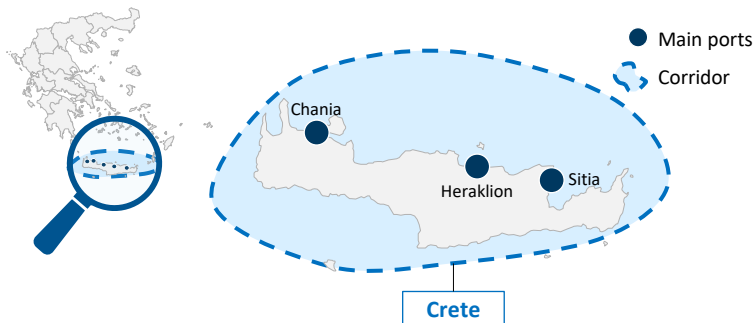 Main ports
Corridor
Chania
Heraklion
Sitia
Crete